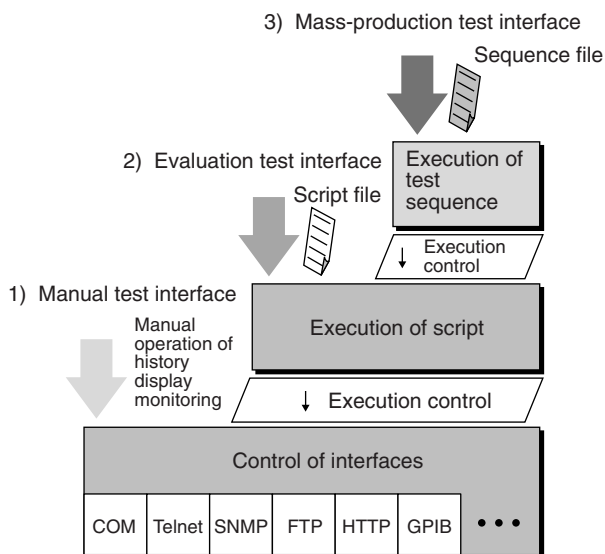 3) Mass-production test interface
Sequence file
Execution of
test
sequence
2) Evaluation test interface
Script file
↓ Execution
control
1) Manual test interface
Execution of script
Manual
operation of
history
display
monitoring
↓ Execution control
Control of interfaces
COM Telnet SNMP FTP HTTP GPIB • • •